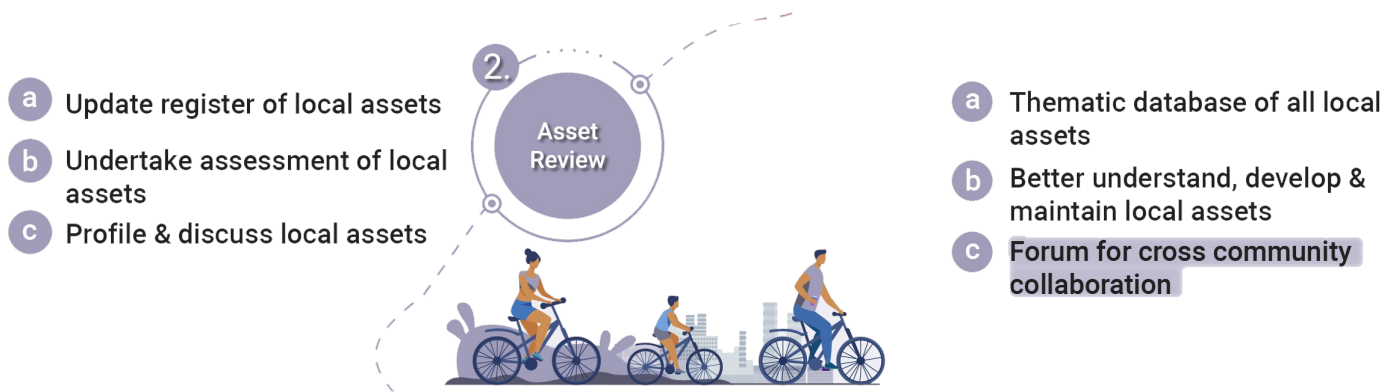 a
Update register of local assets
b
Undertake assessment of local
assets
c
Profile & discuss local assets
2.
Asset
Review
a
Thematic database of all local
assets
b
Better understand, develop &
maintain local assets
c
Forum for cross community
collaboration